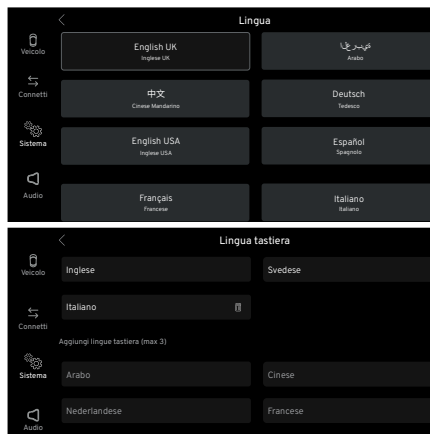 Lingua
Veicolo
English UK
Inglese UK
Arabo
Connetti
中文
Cinese Mandarino
Deutsch
Tedesco
Sistema
English USA
Inglese USA
Español
Spagnolo
Audio
Français
Francese
Italiano
Italiano
Lingua tastiera
Veicolo
Inglese
Svedese
Connetti
Italiano
Aggiungi lingue tastiera (max 3)
Sistema
Arabo
Cinese
Audio
Nederlandese
Francese